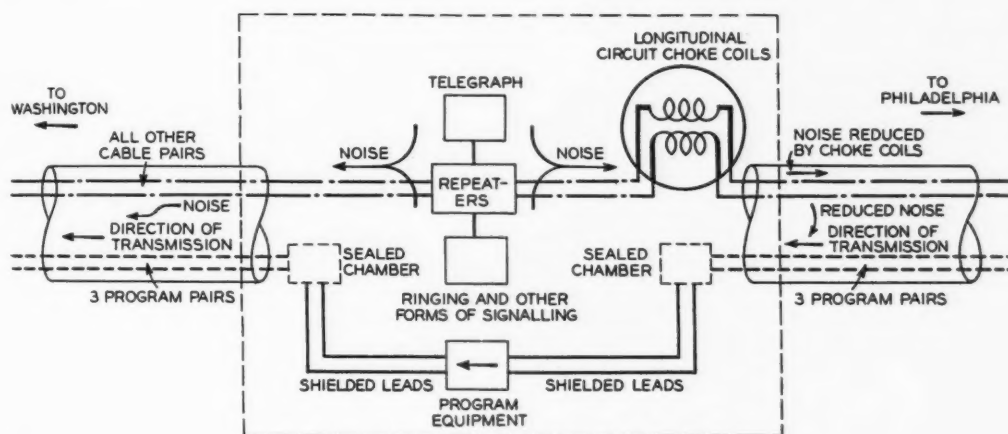 LONGITUDINAL
CIRCUIT CHOKE COILS
TO
WASHINGTON
TELEGRAPH
TO
PHILADELPHIA
ALL OTHER
CABLE PAIRS
NOISE
NOISE
NOISE REDUCED
BY CHOKE COILS
REPEAT-
ERS
NOISE
DIRECTION OF
TRANSMISSION
REDUCED NOISE
DIRECTION OF
TRANSMISSION
SEALED
CHAMBER
SEALED
CHAMBER
3 PROGRAM PAIRS
RINGING AND OTHER
FORMS OF SIGNALLING
3 PROGRAM PAIRS
SHIELDED LEADS
SHIELDED LEADS
PROGRAM
EQUIPMENT